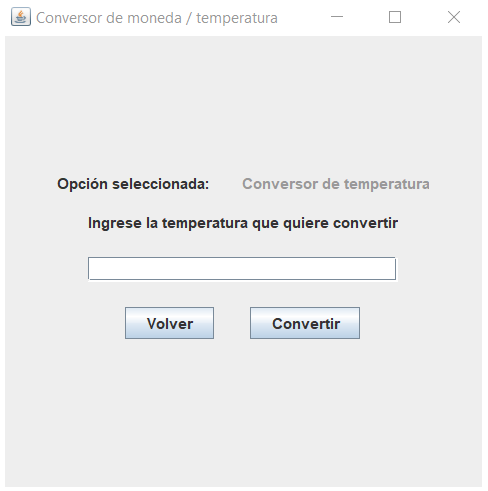 Conversor de moneda / temperatura
Opción seleccionada: Conversor de temperatura
Ingrese la temperatura que quiere convertir
Volver Convertir